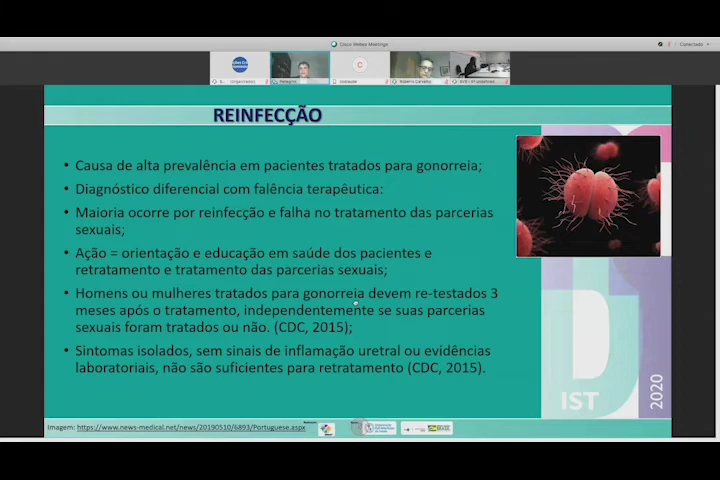 Cisco Webex Meetings
Conectado
REINFECÇÃO
• Causa de alta prevalência em pacientes tratados para gonorreia;
• Diagnóstico diferencial com falência terapêutica:
• Maioria ocorre por reinfecção e falha no tratamento das parcerias
sexuais;
• Ação = orientação e educação em saúde dos pacientes e
retratamento e tratamento das parcerias sexuais;
• Homens ou mulheres tratados para gonorreia devem re-testados 3
meses após o tratamento, independentemente se suas parcerias
sexuais foram tratados ou não. (CDC, 2015);
• Sintomas isolados, sem sinais de inflamação uretral ou evidências
laboratoriais, não são suficientes para retratamento (CDC, 2015).
IST
2020
Imagem: https://www.news-medical.net/news/20190510/6893/Portuguese.aspx